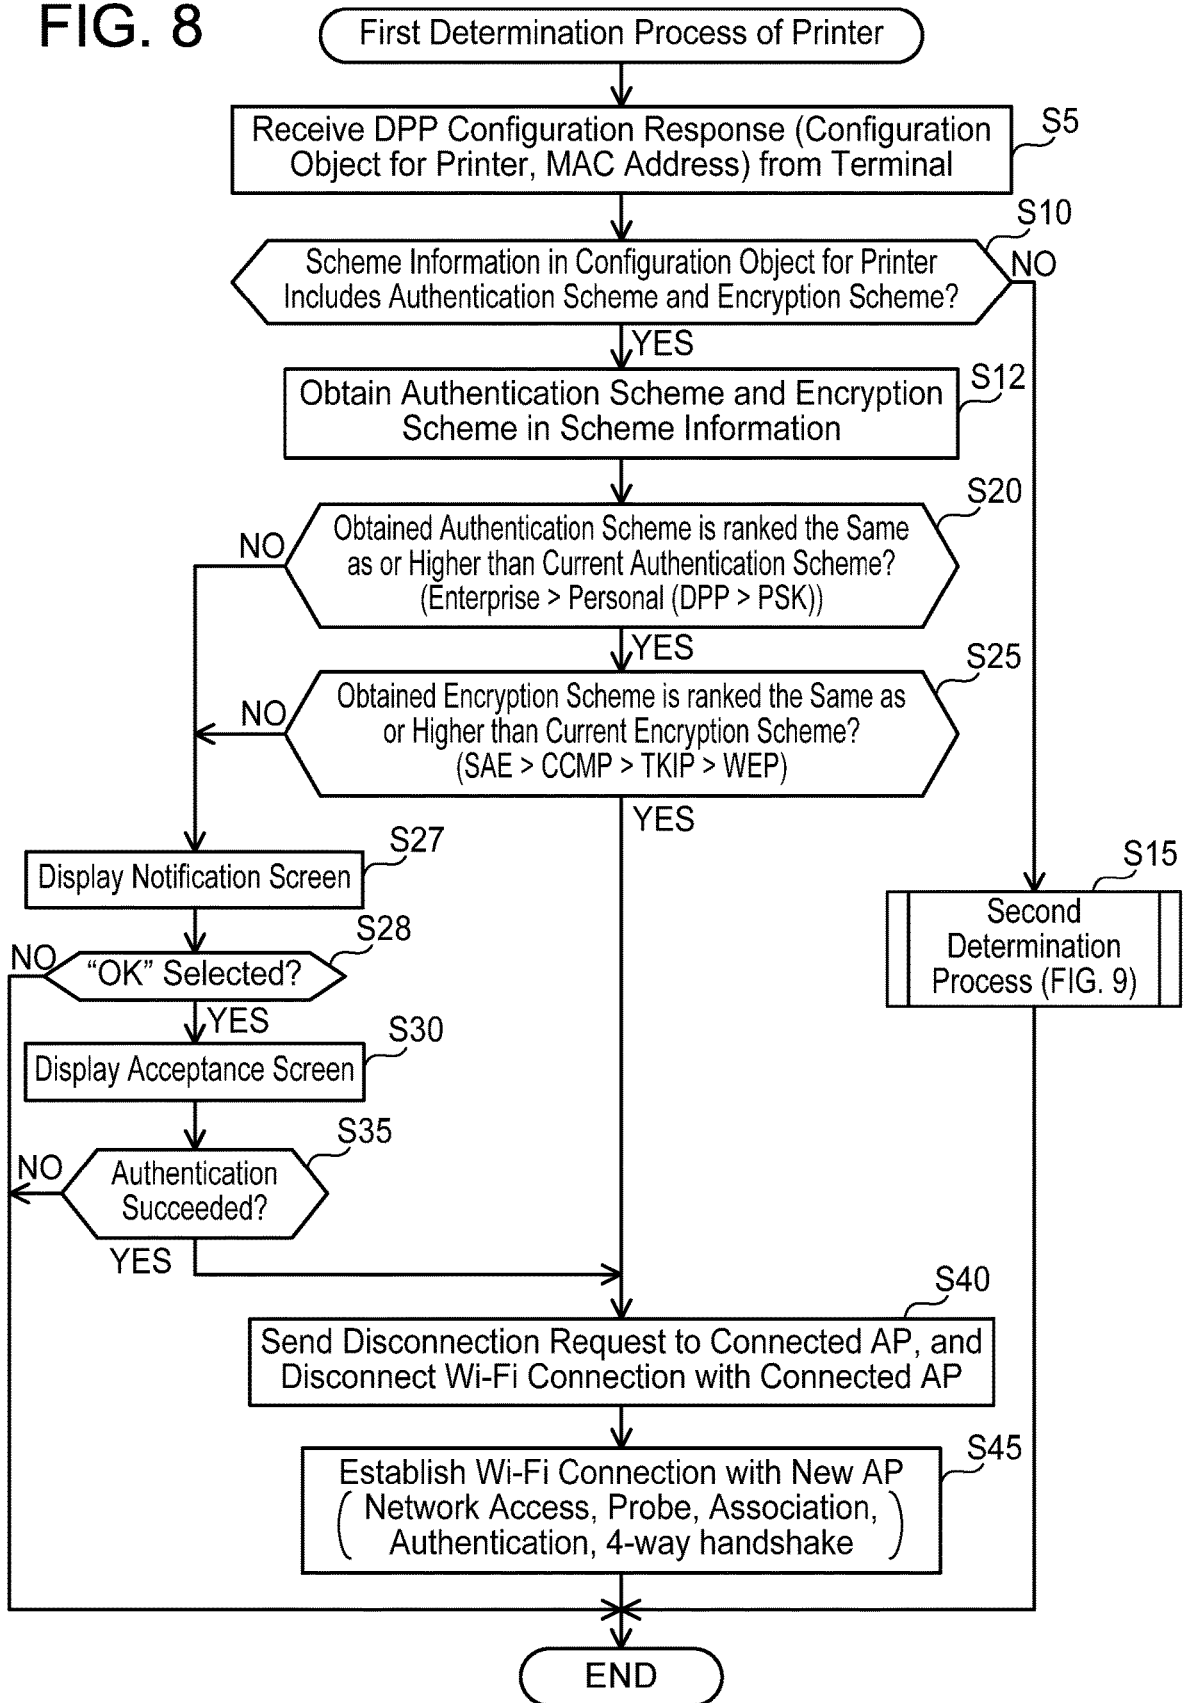 FIG. 8
First Determination Process of Printer
Receive DPP Configuration Response (Configuration
Object for Printer, MAC Address) from Terminal
S5
Scheme Information in Configuration Object for Printer
Includes Authentication Scheme and Encryption Scheme?
S10
NO
YES
Obtain Authentication Scheme and Encryption
Scheme in Scheme Information
S12
Obtained Authentication Scheme is ranked the Same
as or Higher than Current Authentication Scheme?
(Enterprise > Personal (DPP > PSK))
S20
NO
YES
Obtained Encryption Scheme is ranked the Same as
or Higher than Current Encryption Scheme?
(SAE > CCMP > TKIP > WEP)
S25
NO
YES
Display Notification Screen
S27
"OK" Selected?
S28
NO
YES
Display Acceptance Screen
S30
Authentication
Succeeded?
S35
NO
YES
Second
Determination
Process (FIG. 9)
S15
Send Disconnection Request to Connected AP, and
Disconnect Wi-Fi Connection with Connected AP
S40
Establish Wi-Fi Connection with New AP
( Network Access, Probe, Association,
Authentication, 4-way handshake )
S45
END